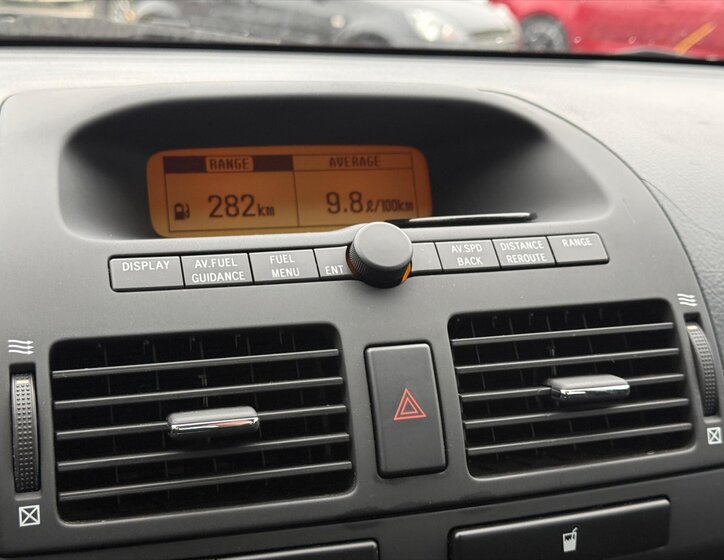 RANGE AVERAGE
282km 9.8ℓ/100km
DISPLAY AV.FUEL GUIDANCE FUEL MENU ENT AV.SPD BACK DISTANCE REROUTE RANGE